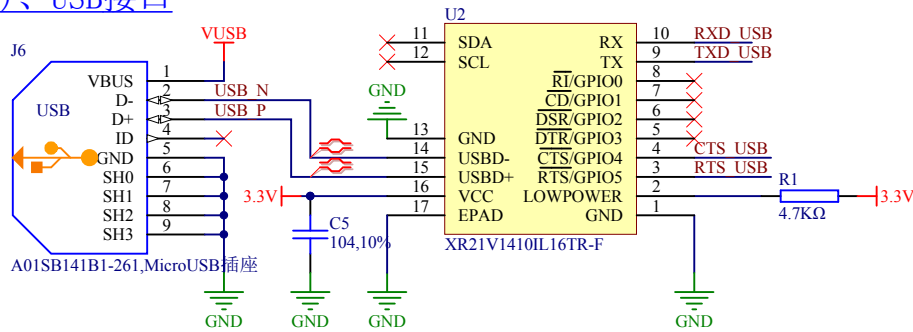 、USB接口
J6
USB
VBUS 1
D- 2
D+ 3
ID 4
GND 5
SH0 6
SH1 7
SH2 8
SH3 9
A01SB141B1-261,MicroUSB插座
VUSB
USB_N
USB_P
GND
3.3V
C5
104,10%
GND
GND
GND
U2
11 SDA
12 SCL
13 GND
14 USBD-
15 USBD+
16 VCC
17 EPAD
RX 10 RXD_USB
TX 9 TXD_USB
RI/GPIO0 8
CD/GPIO1 7
DSR/GPIO2 6
DTR/GPIO3 5
CTS/GPIO4 4 CTS_USB
RTS/GPIO5 3 RTS_USB
LOWPOWER 2
GND 1
XR21V1410IL16TR-F
R1
4.7KΩ
3.3V
GND